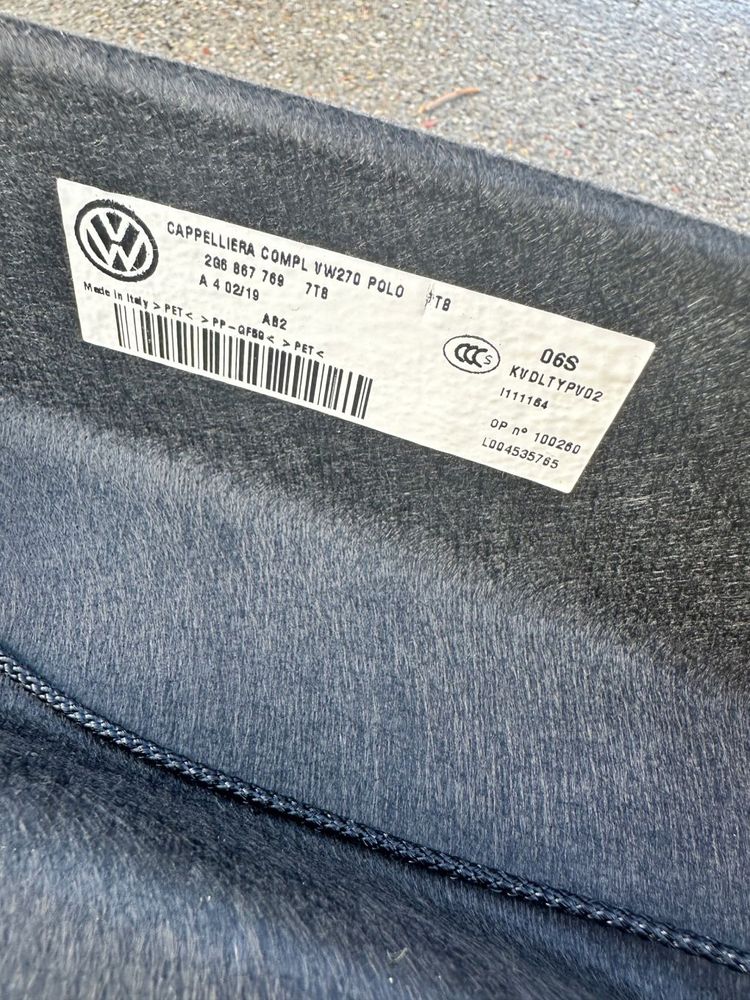 CAPPELLIERA COMPL VW270 POLO 7T8
2G6 867 769 7T8
A 4 02/19
AB2
Made in Italy >PET< >PP-GF50< >PET<
CCC S
06S
KVDLTYPV02
I111164
OP n° 100260
L004535765